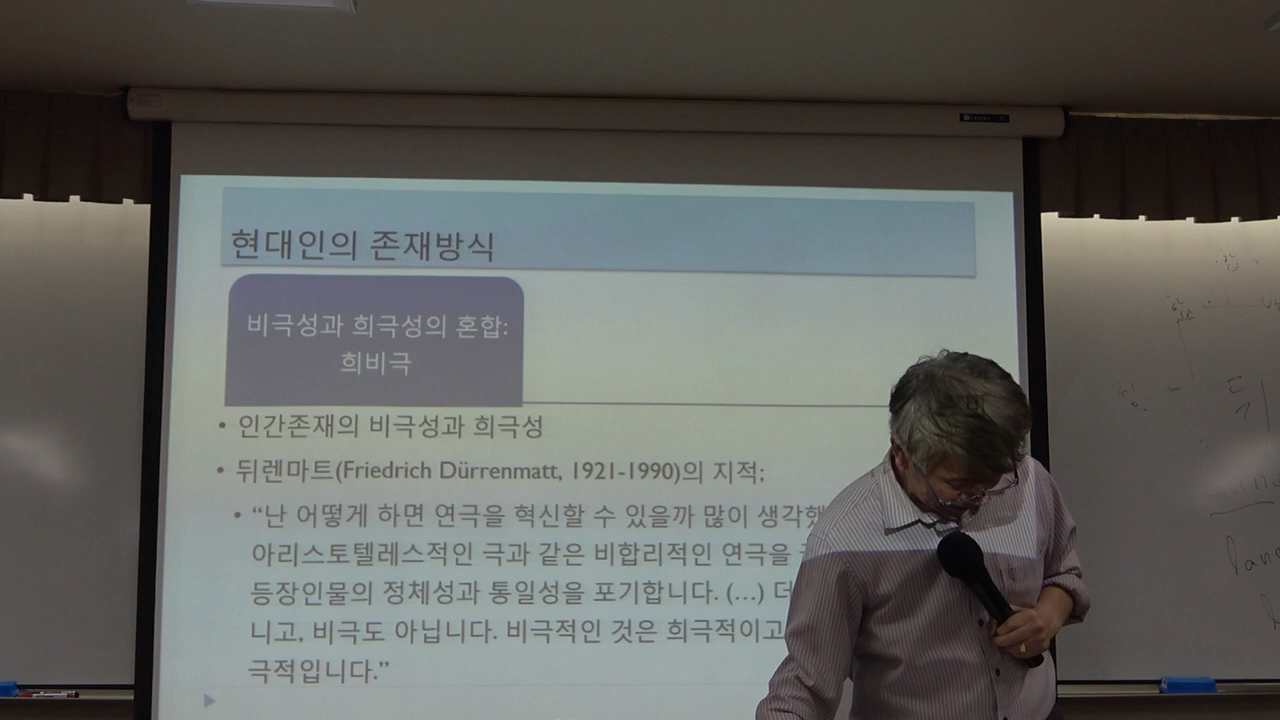 현대인의 존재방식
비극성과 희극성의 혼합:
희비극
• 인간존재의 비극성과 희극성
• 뒤렌마트(Friedrich Dürrenmatt, 1921-1990)의 지적;
• “난 어떻게 하면 연극을 혁신할 수 있을까 많이
아리스토텔레스적인 극과 같은 비합리적인 연극을
등장인물의 정체성과 통일성을 포기합니다. (...)
니고, 비극도 아닙니다. 비극적인 것은 희극적이고
극적입니다.”